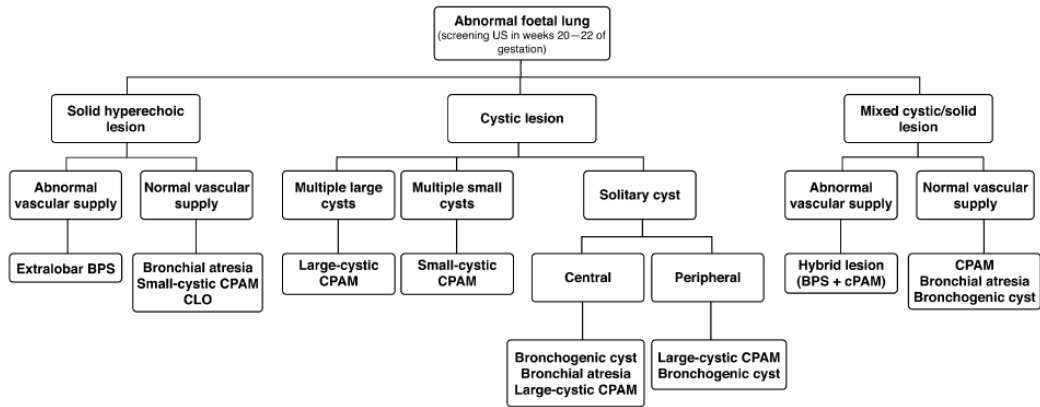 Abnormal foetal lung
(screening US in weeks 20—22 of
gestation)
Solid hyperechoic
lesion
Cystic lesion
Mixed cystic/solid
lesion
Abnormal
vascular supply
Normal vascular
supply
Multiple large
cysts
Multiple small
cysts
Solitary cyst
Abnormal
vascular supply
Normal vascular
supply
Extralobar BPS
Bronchial atresia
Small-cystic CPAM
CLO
Large-cystic
CPAM
Small-cystic
CPAM
Central
Peripheral
Hybrid lesion
(BPS + cPAM)
CPAM
Bronchial atresia
Bronchogenic cyst
Bronchogenic cyst
Bronchial atresia
Large-cystic CPAM
Large-cystic CPAM
Bronchogenic cyst